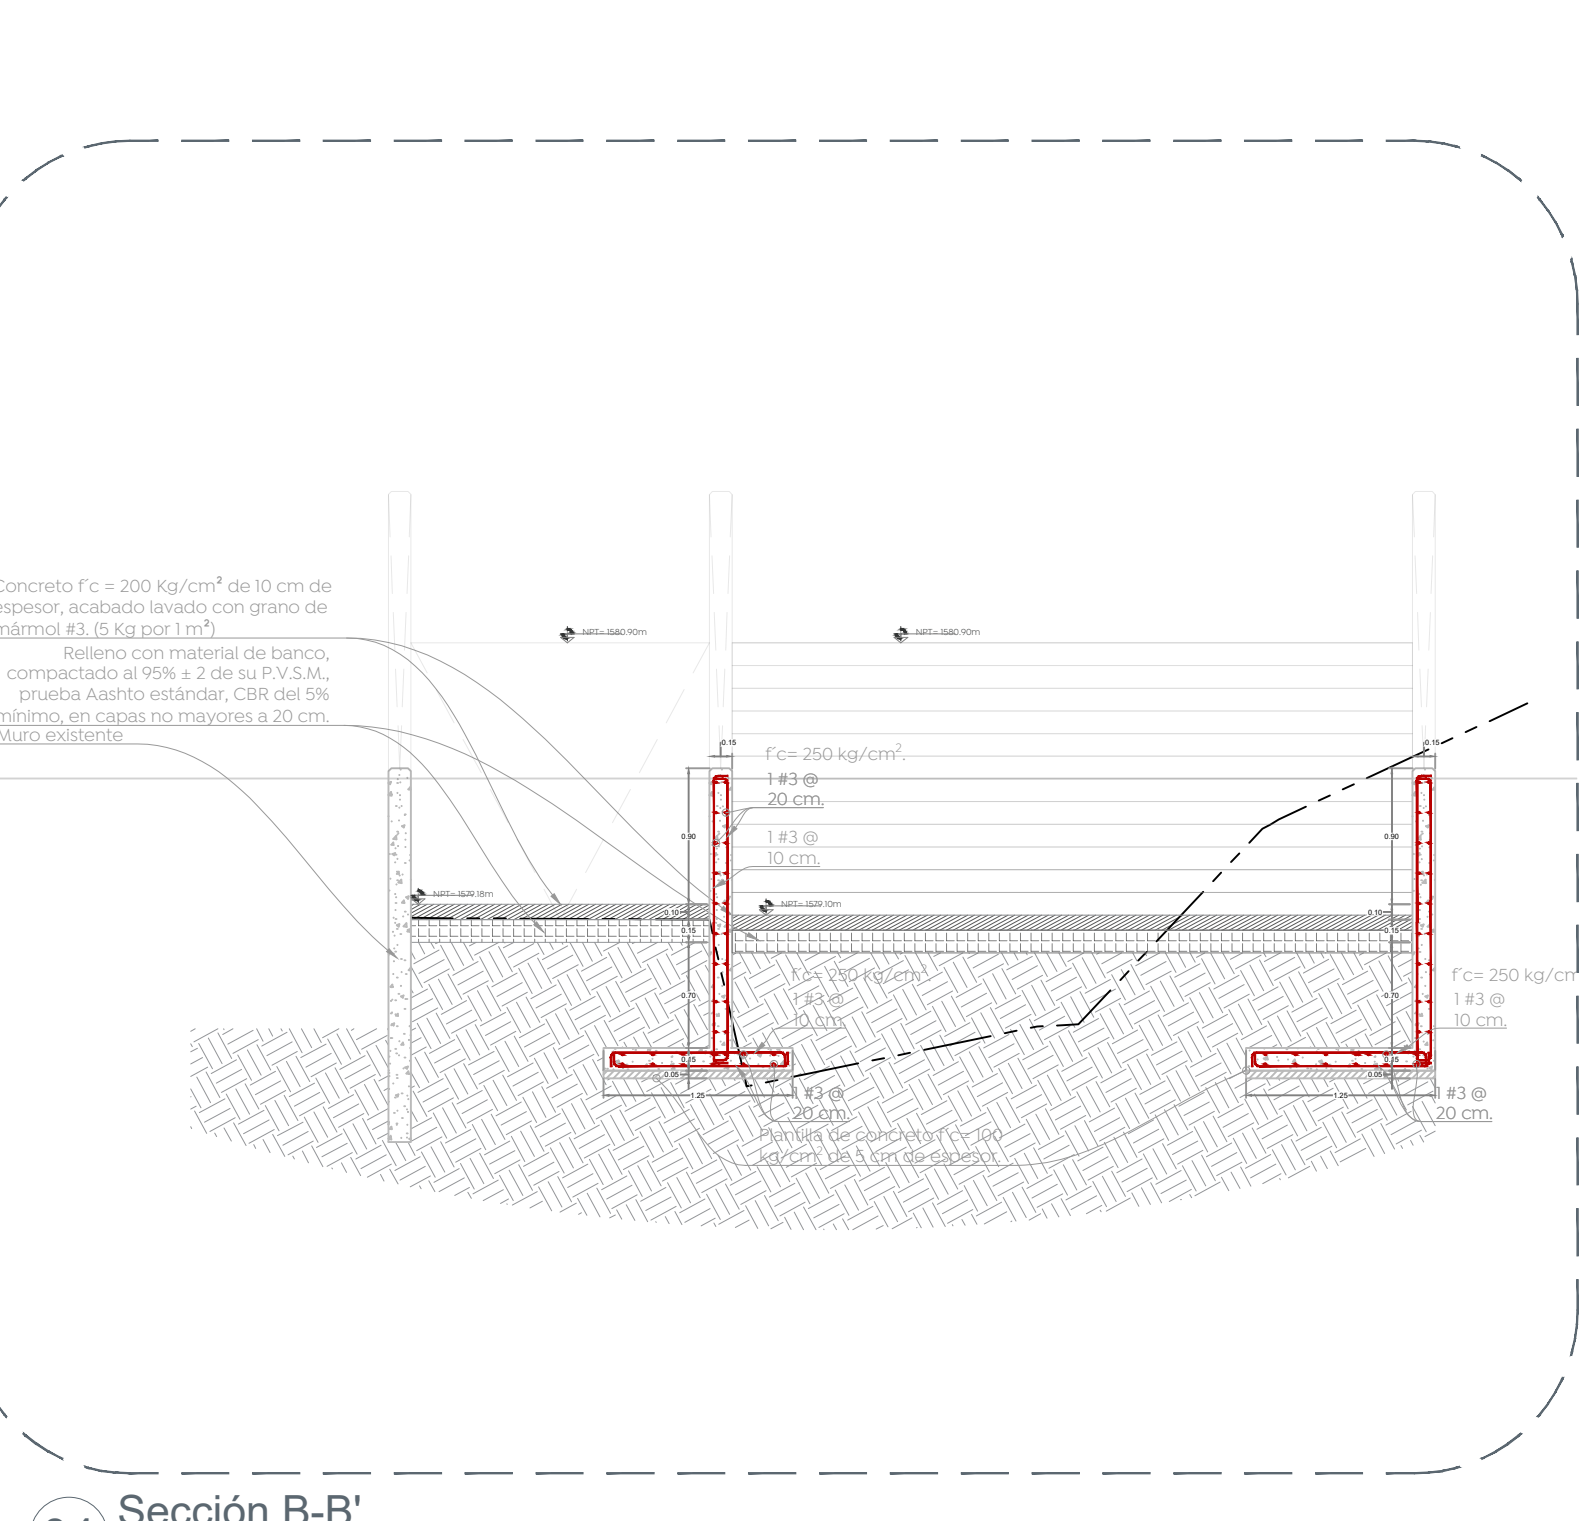 Concreto f´c = 200 Kg/cm² de 10 cm de
espesor, acabado lavado con grano de
mármol #3. (5 Kg por 1 m²)
Relleno con material de banco,
compactado al 95% ± 2 de su P.V.S.M.,
prueba Aashto estándar, CBR del 5%
mínimo, en capas no mayores a 20 cm.
Muro existente
NPT= 1580.90m
NPT= 1580.90m
0.15
0.15
f´c= 250 kg/cm².
1 #3 @
20 cm.
0.90
0.90
1 #3 @
10 cm.
NPT= 1579.18m
NPT= 1579.10m
0.10
0.10
0.15
0.15
f´c= 250 kg/cm².
1 #3 @
10 cm.
f´c= 250 kg/cm
1 #3 @
10 cm.
0.70
0.70
0.15
0.15
0.05
0.05
1.25
1.25
1 #3 @
20 cm.
1 #3 @
20 cm.
Plantilla de concreto f´c= 100
kg/cm² de 5 cm de espesor.
Sección B-B'